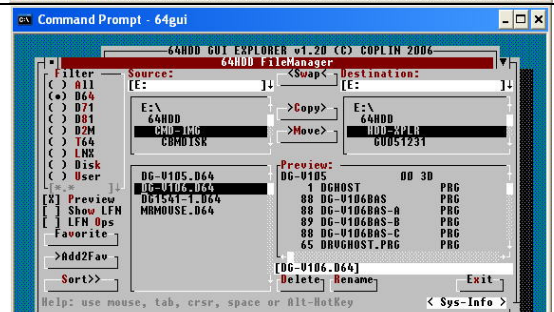 Command Prompt - 64gui
64HDD GUI EXPLORER v1.20 (C) COPLIN 2006
64HDD FileManager
Filter
Source:
<Swap<
Destination:
( ) All
[E: ]
[E: ]
(•) D64
( ) D71
( ) D81
( ) D2M
( ) T64
( ) LNX
( ) Disk
( ) User
E:\
64HDD
CMD-IMG
CBMDISK
>Copy>
>Move>
E:\
64HDD
HDD-XPLR
GU051231
[*.* ]
[X] Preview
[ ] Show LFN
[ ] LFN Ops
Favorite
>Add2Fav
Sort>>
DG-V105.D64
DG-V106.D64
DG1541-1.D64
MRMOUSE.D64
Preview:
DG-V105 00 3D
1 DGHOST PRG
88 DG-V106BAS PRG
88 DG-V106BAS-A PRG
89 DG-V106BAS-B PRG
88 DG-V106BAS-C PRG
65 DRVGHOST.PRG PRG
[DG-V106.D64]
Delete Rename Exit
Help: use mouse, tab, crsr, space or Alt-HotKey
< Sys-Info >